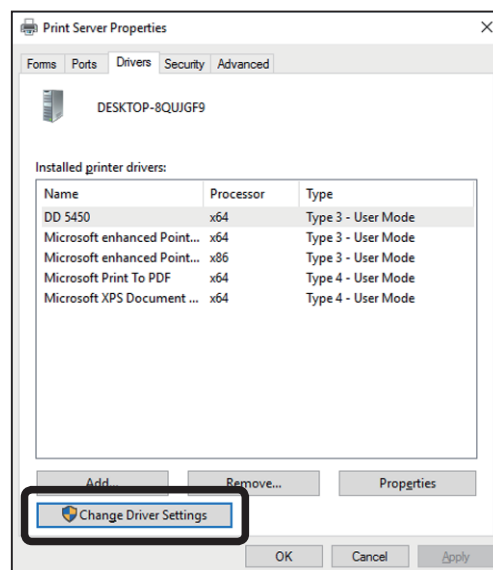 Print Server Properties
Forms Ports Drivers Security Advanced
DESKTOP-8QUJGF9
Installed printer drivers:
Name Processor Type
DD 5450 x64 Type 3 - User Mode
Microsoft enhanced Point... x64 Type 3 - User Mode
Microsoft enhanced Point... x86 Type 3 - User Mode
Microsoft Print To PDF x64 Type 4 - User Mode
Microsoft XPS Document ... x64 Type 4 - User Mode
Add... Remove... Properties
Change Driver Settings
OK Cancel Apply